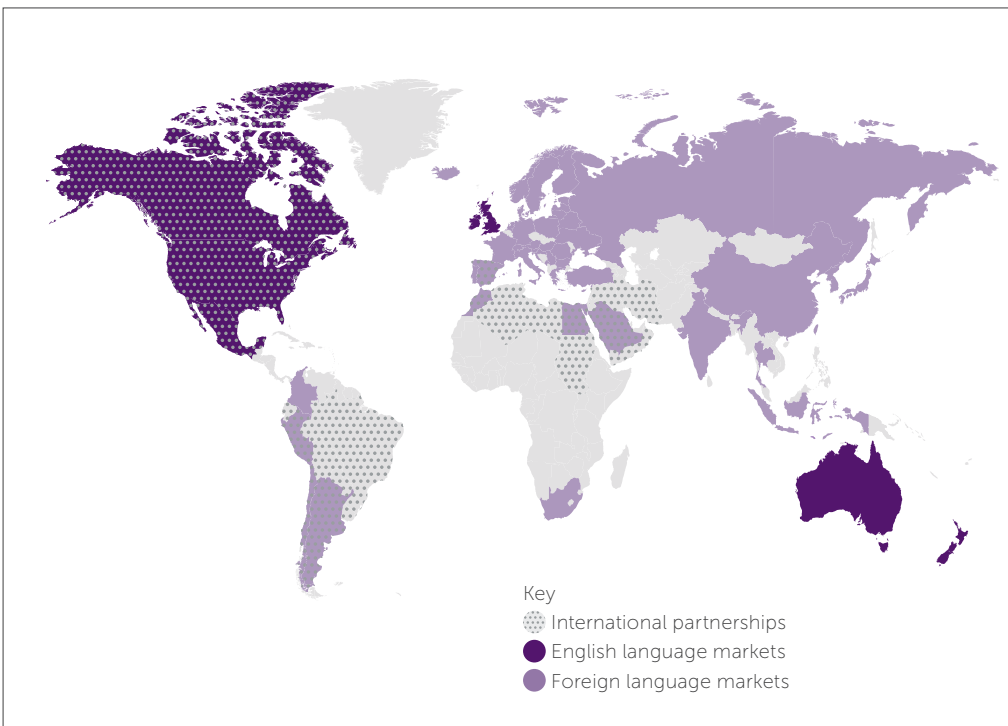 Key
International partnerships
English language markets
Foreign language markets